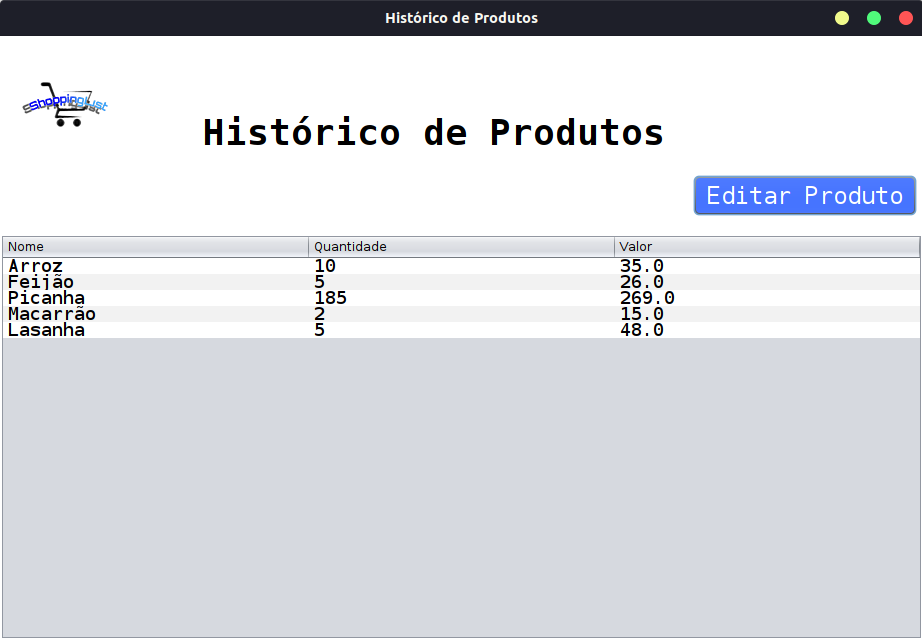 Histórico de Produtos
ShoppingList
Histórico de Produtos
Editar Produto
Nome Quantidade Valor
Arroz 10 35.0
Feijão 5 26.0
Picanha 185 269.0
Macarrão 2 15.0
Lasanha 5 48.0